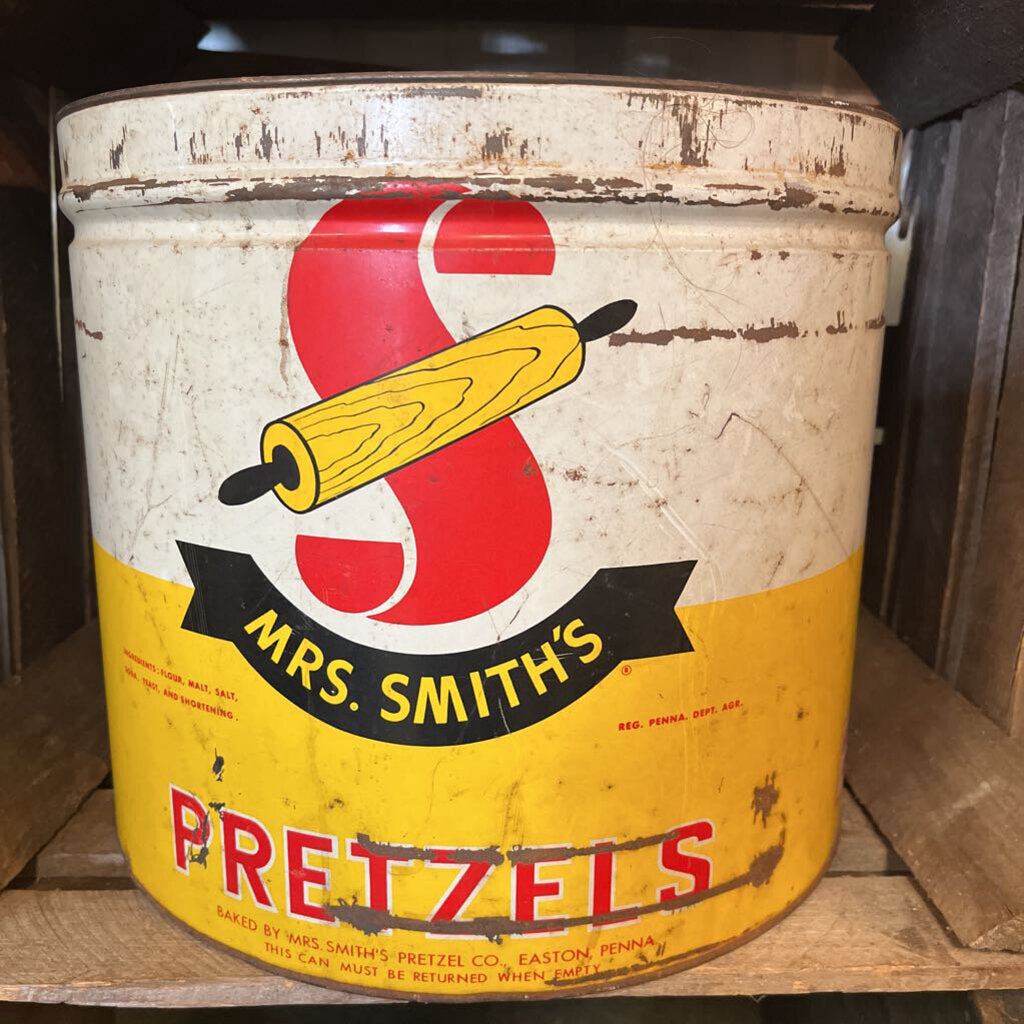 S
MRS. SMITH'S
®
INGREDIENTS: FLOUR, MALT, SALT,
SODA, YEAST, AND SHORTENING.
REG. PENNA. DEPT. AGR.
PRETZELS
BAKED BY MRS. SMITH'S PRETZEL CO., EASTON, PENNA.
THIS CAN MUST BE RETURNED WHEN EMPTY